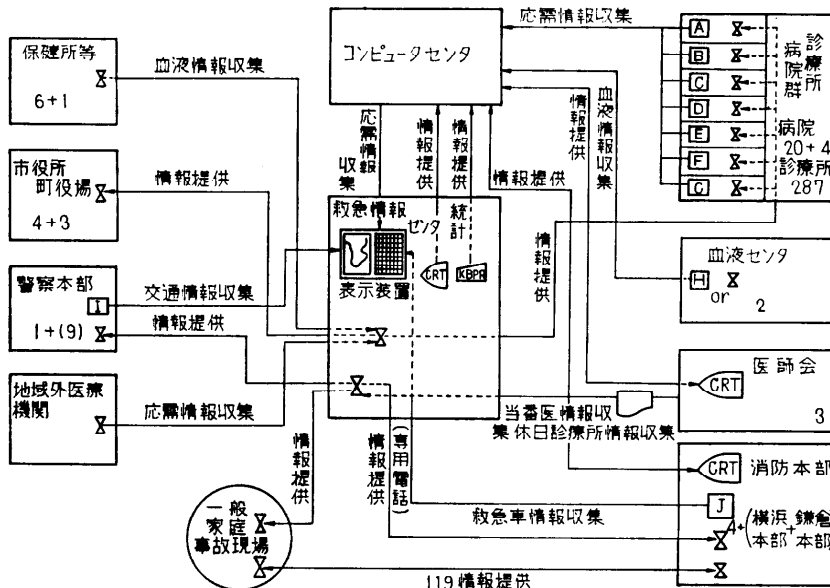 応需情報収集
コンピュータセンタ
保健所等
6+1
血液情報収集
市役所
町役場
4+3
情報提供
警察本部
I
1+(9)
交通情報収集
情報提供
地域外医療
機関
応需情報収集
応需情報
収集
情報提供
情報提供
情報提供
情報提供
血液情報収集
救急情報
センタ
統計
CRT
KBPR
表示装置
情報提供
A
B
C
D
E
F
G
診療所
病院群
病院
20+4
診療所
287
血液センタ
H
or
2
医師会
CRT
3
当番医情報収
集 休日診療所情報収集
情報提供
情報提供
(専用電話)
一般
家庭
事故現場
消防本部
CRT
J
救急車情報収集
4+(横浜本部+鎌倉本部)
119情報提供